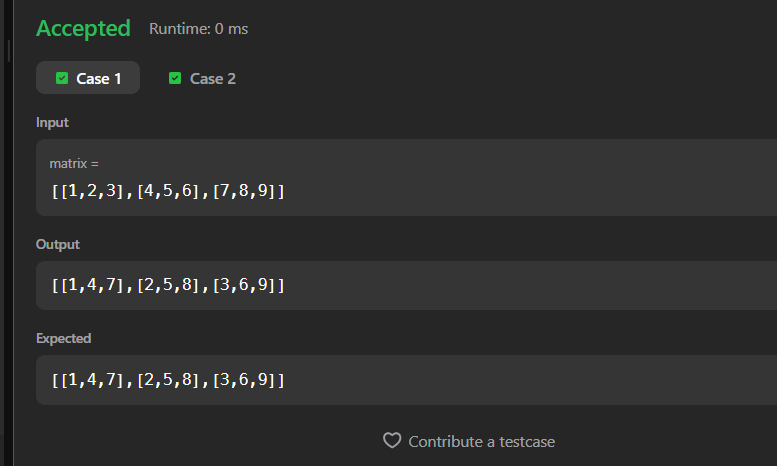 Accepted Runtime: 0 ms
Case 1 Case 2
Input
matrix =
[[1,2,3],[4,5,6],[7,8,9]]
Output
[[1,4,7],[2,5,8],[3,6,9]]
Expected
[[1,4,7],[2,5,8],[3,6,9]]
Contribute a testcase